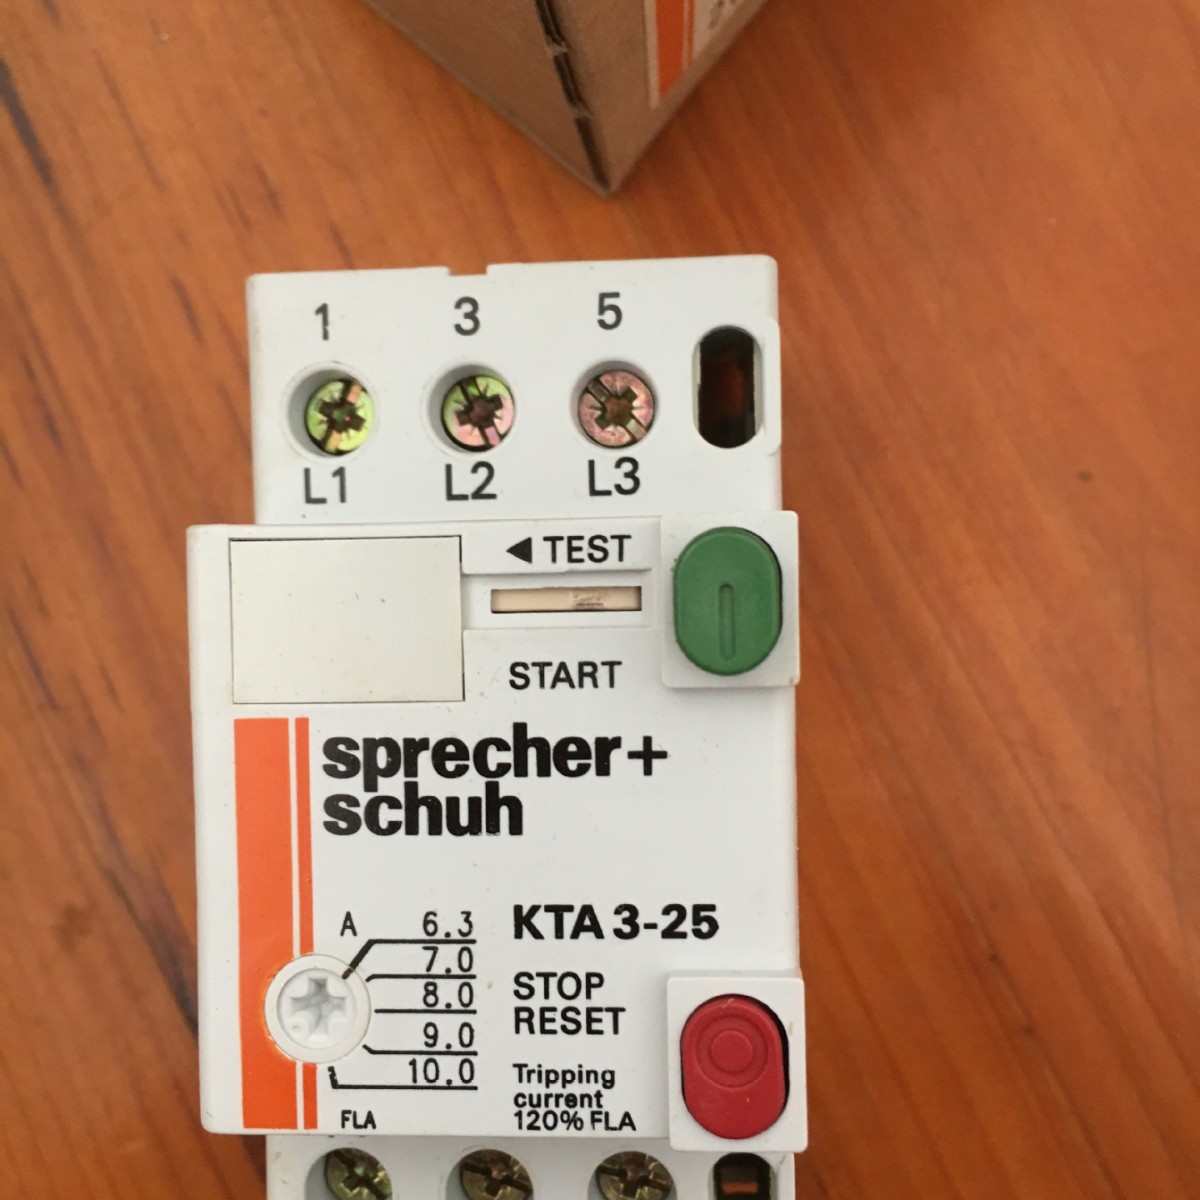 1 3 5
L1 L2 L3
◀ TEST
START
sprecher+
schuh
KTA 3-25
A 6.3
7.0
8.0
9.0
10.0
FLA
STOP
RESET
Tripping
current
120% FLA